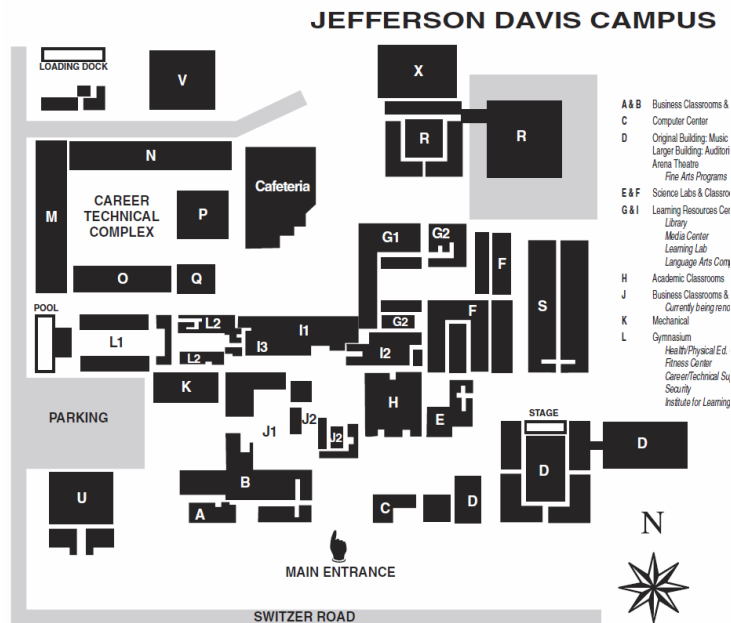 JEFFERSON DAVIS CAMPUS
LOADING DOCK
V
X
R
R
N
M
CAREER
TECHNICAL
COMPLEX
P
Cafeteria
O
Q
G1
G2
F
F
S
POOL
L1
L2
L2
I1
I3
G2
I2
K
PARKING
J1
J2
J2
H
E
STAGE
D
D
D
U
B
A
C
MAIN ENTRANCE
SWITZER ROAD
N
A & B Business Classrooms &
C Computer Center
D Original Building: Music
Larger Building: Auditori
Arena Theatre
Fine Arts Programs
E & F Science Labs & Classro
G & I Learning Resources Cen
Library
Media Center
Learning Lab
Language Arts Comp
H Academic Classrooms
J Business Classrooms &
Currently being reno
K Mechanical
L Gymnasium
Health/Physical Ed.
Fitness Center
Career/Technical Su
Security
Institute for Learning